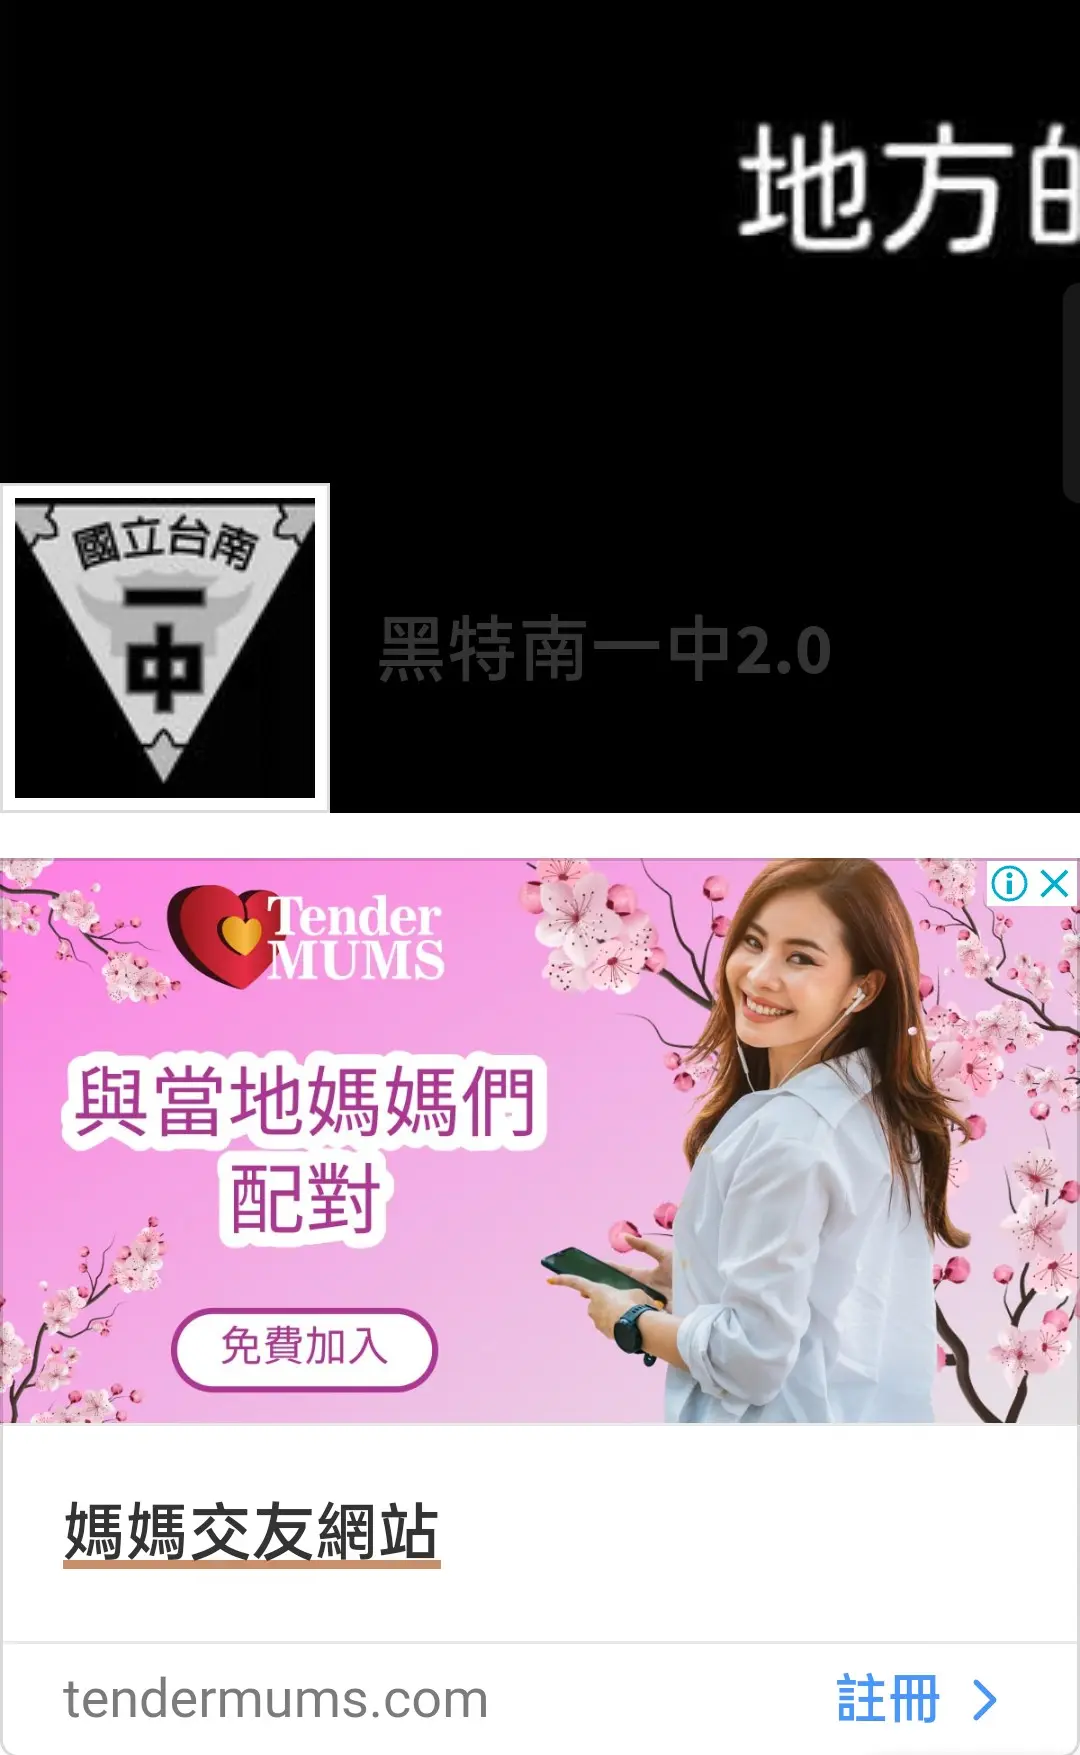 地方
國立台南
一
中
黑特南一中2.0
Tender
MUMS
與當地媽媽們
配對
免費加入
媽媽交友網站
tendermums.com
註冊